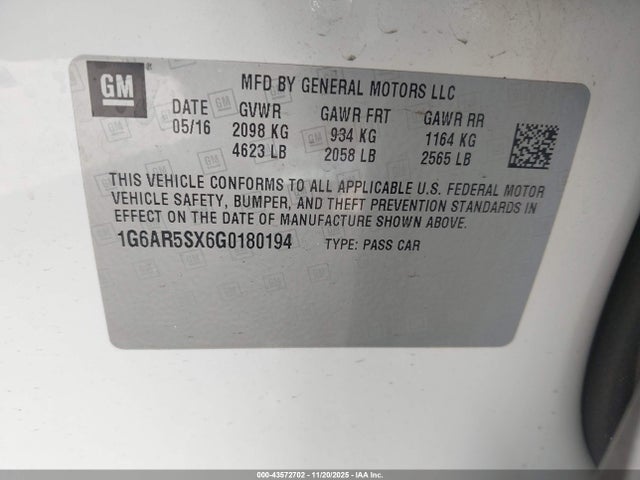 GM
MFD BY GENERAL MOTORS LLC
DATE GVWR GAWR FRT GAWR RR
05/16 2098 KG 934 KG 1164 KG
4623 LB 2058 LB 2565 LB
THIS VEHICLE CONFORMS TO ALL APPLICABLE U.S. FEDERAL MOTOR
VEHICLE SAFETY, BUMPER, AND THEFT PREVENTION STANDARDS IN
EFFECT ON THE DATE OF MANUFACTURE SHOWN ABOVE.
1G6AR5SX6G0180194 TYPE: PASS CAR
000-43572702 - 11/20/2025 - IAA Inc.